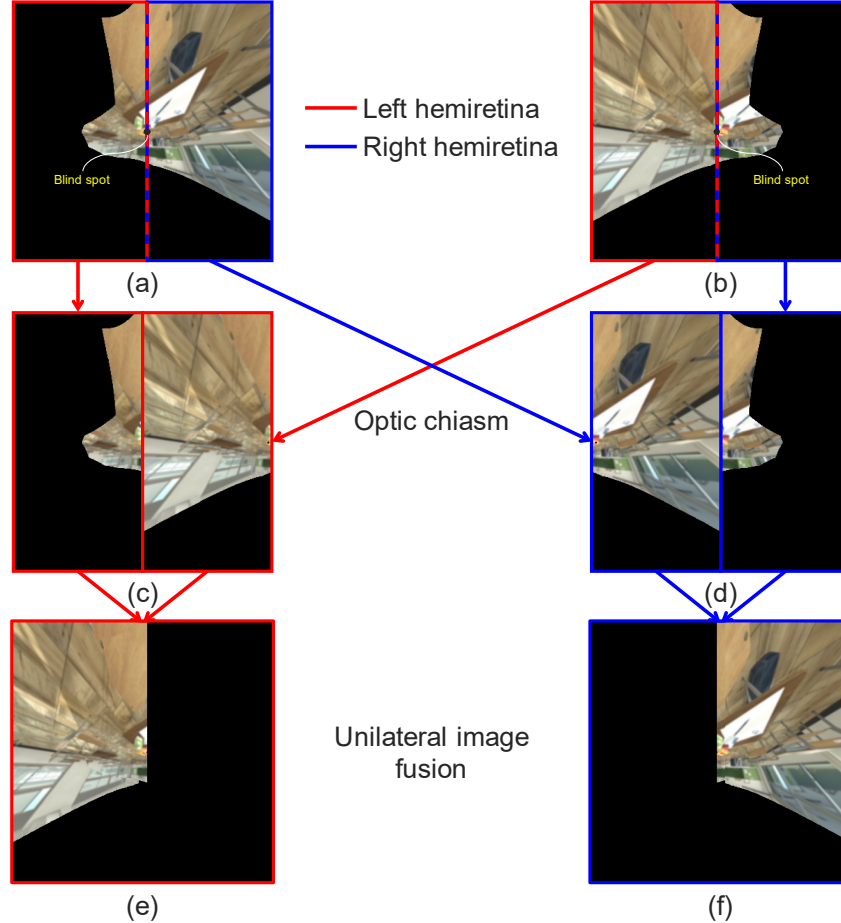 Left hemiretina
Right hemiretina
Blind spot
Blind spot
(a)
(b)
Optic chiasm
(c)
(d)
Unilateral image
fusion
(e)
(f)